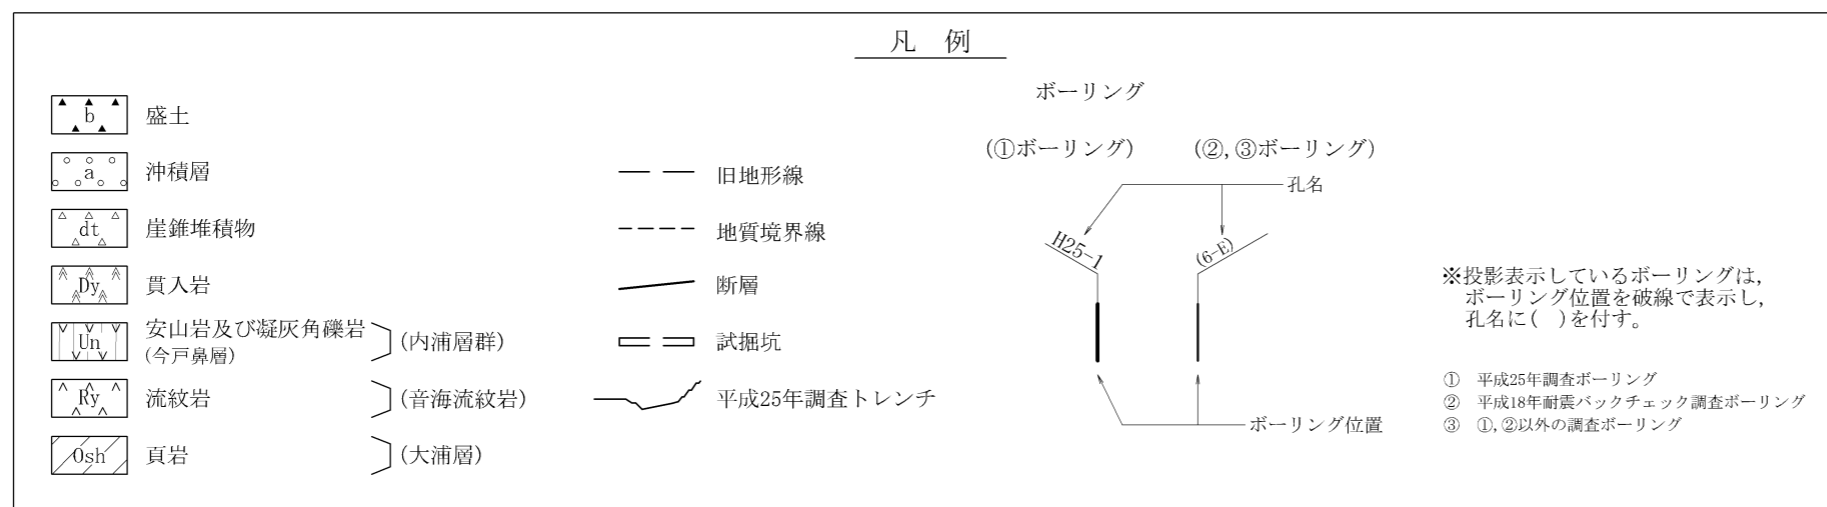 凡 例
b 盛土
a 沖積層
dt 崖錐堆積物
Dy 貫入岩
Un 安山岩及び凝灰角礫岩
(今戸鼻層)
(内浦層群)
Ry 流紋岩 (音海流紋岩)
Osh 頁岩 (大浦層)
旧地形線
地質境界線
断層
試掘坑
平成25年調査トレンチ
ボーリング
(①ボーリング) (②,③ボーリング)
孔名
H25-1 (6-E)
ボーリング位置
※投影表示しているボーリングは,
ボーリング位置を破線で表示し,
孔名に( )を付す。
① 平成25年調査ボーリング
② 平成18年耐震バックチェック調査ボーリング
③ ①,②以外の調査ボーリング